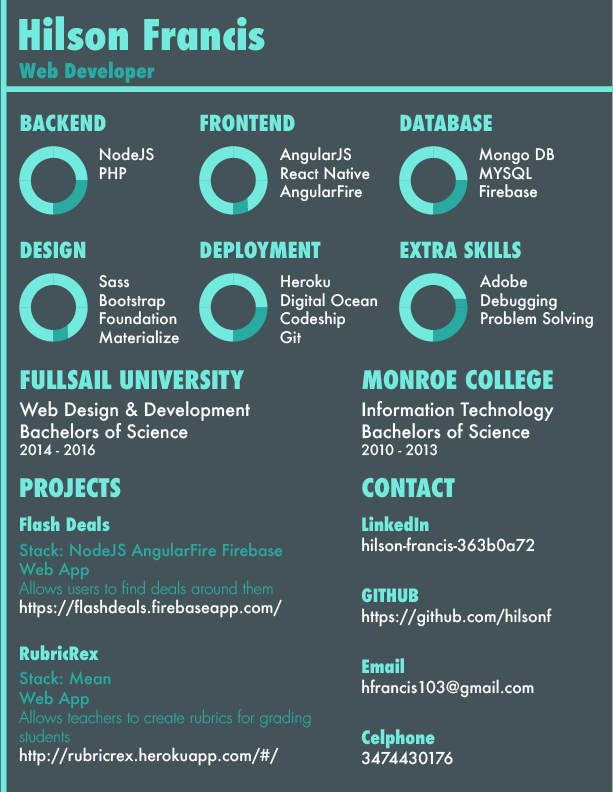 Hilson Francis
Web Developer
BACKEND
NodeJS
PHP
FRONTEND
AngularJS
React Native
AngularFire
DATABASE
Mongo DB
MYSQL
Firebase
DESIGN
Sass
Bootstrap
Foundation
Materialize
DEPLOYMENT
Heroku
Digital Ocean
Codeship
Git
EXTRA SKILLS
Adobe
Debugging
Problem Solving
FULLSAIL UNIVERSITY
Web Design & Development
Bachelors of Science
2014 - 2016
MONROE COLLEGE
Information Technology
Bachelors of Science
2010 - 2013
PROJECTS
Flash Deals
Stack: NodeJS AngularFire Firebase
Web App
Allows users to find deals around them
https://flashdeals.firebaseapp.com/
RubricRex
Stack: Mean
Web App
Allows teachers to create rubrics for grading
students
http://rubricrex.herokuapp.com/#/
CONTACT
LinkedIn
hilson-francis-363b0a72
GITHUB
https://github.com/hilsonf
Email
hfrancis103@gmail.com
Celphone
3474430176